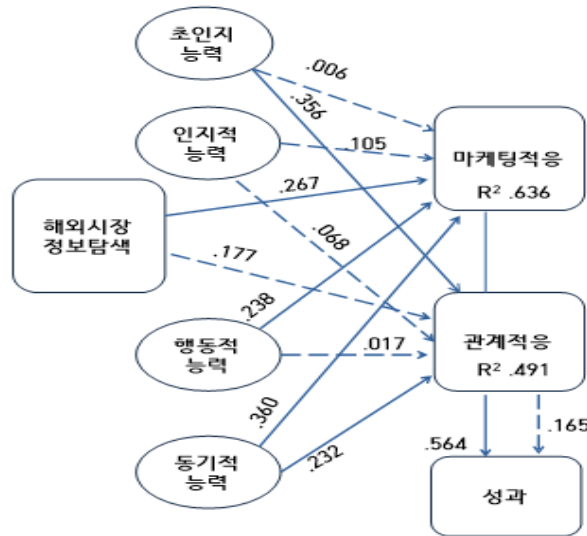 초인지
능력
.006
.356
인지적
능력
.105
마케팅적응
R² .636
.267
해외시장
정보탐색
.068
.177
.238
행동적
능력
.017
관계적응
R² .491
.360
동기적
능력
.232
.564
.165
성과